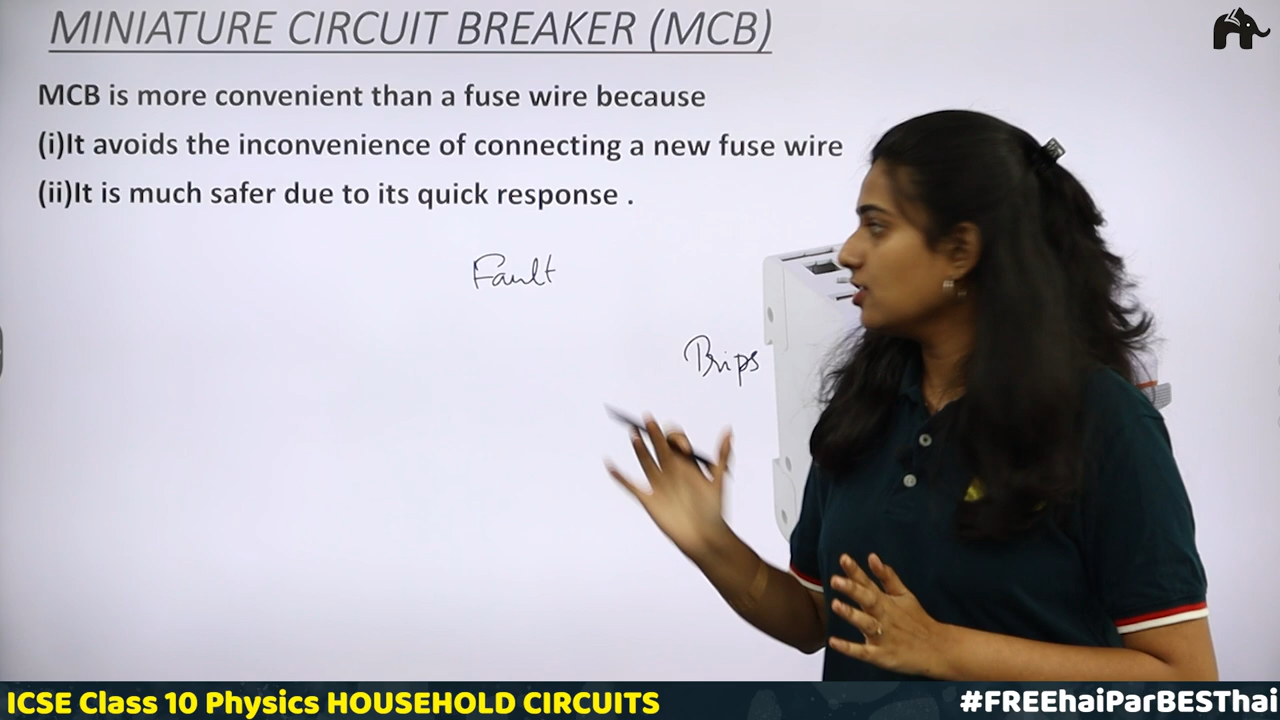 MINIATURE CIRCUIT BREAKER (MCB)
MCB is more convenient than a fuse wire because
(i)It avoids the inconvenience of connecting a new fuse wire
(ii)It is much safer due to its quick response .
Fault
Brips
ICSE Class 10 Physics HOUSEHOLD CIRCUITS
#FREEhaiParBESThai